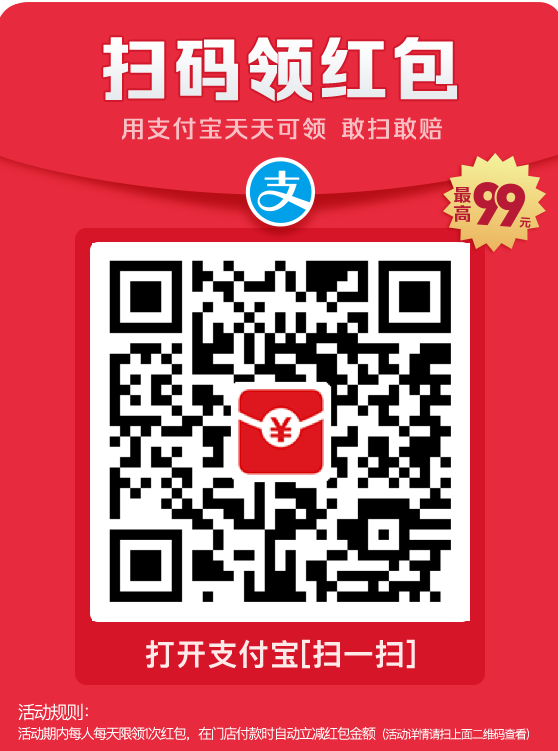 扫码领红包
用支付宝天天可领 敢扫敢赔
支
最高99元
¥
打开支付宝[扫一扫]
活动规则：
活动期内每人每天限领1次红包，在门店付款时自动立减红包金额（活动详情请扫上面二维码查看）